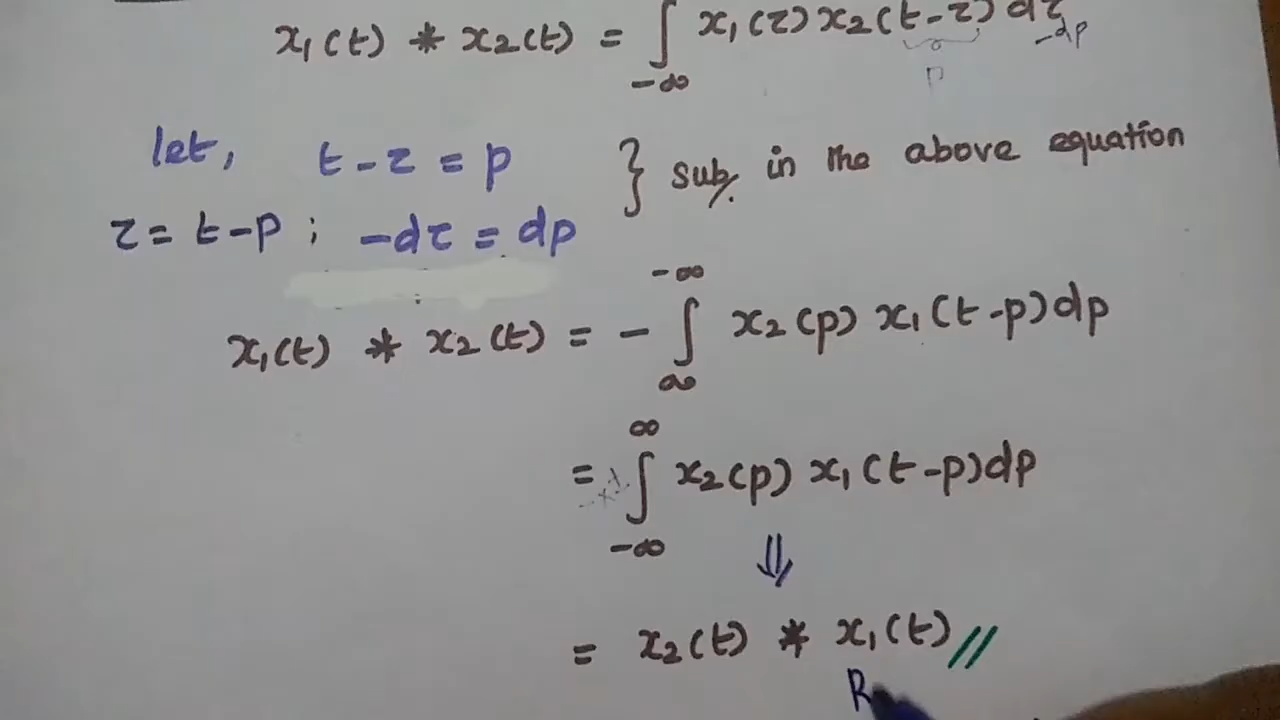 x₁(t) * x₂(t) = ∫ x₁(τ) x₂(t-τ) dτ
-∞
p
-dp
let, t-τ = p
τ = t-p ; -dτ = dp
} sub/. in the above equation
-∞
x₁(t) * x₂(t) = - ∫ x₂(p) x₁(t-p)dp
∞
∞
= ∫ x₂(p) x₁(t-p)dp
-∞
⇓
= x₂(t) * x₁(t) //
R